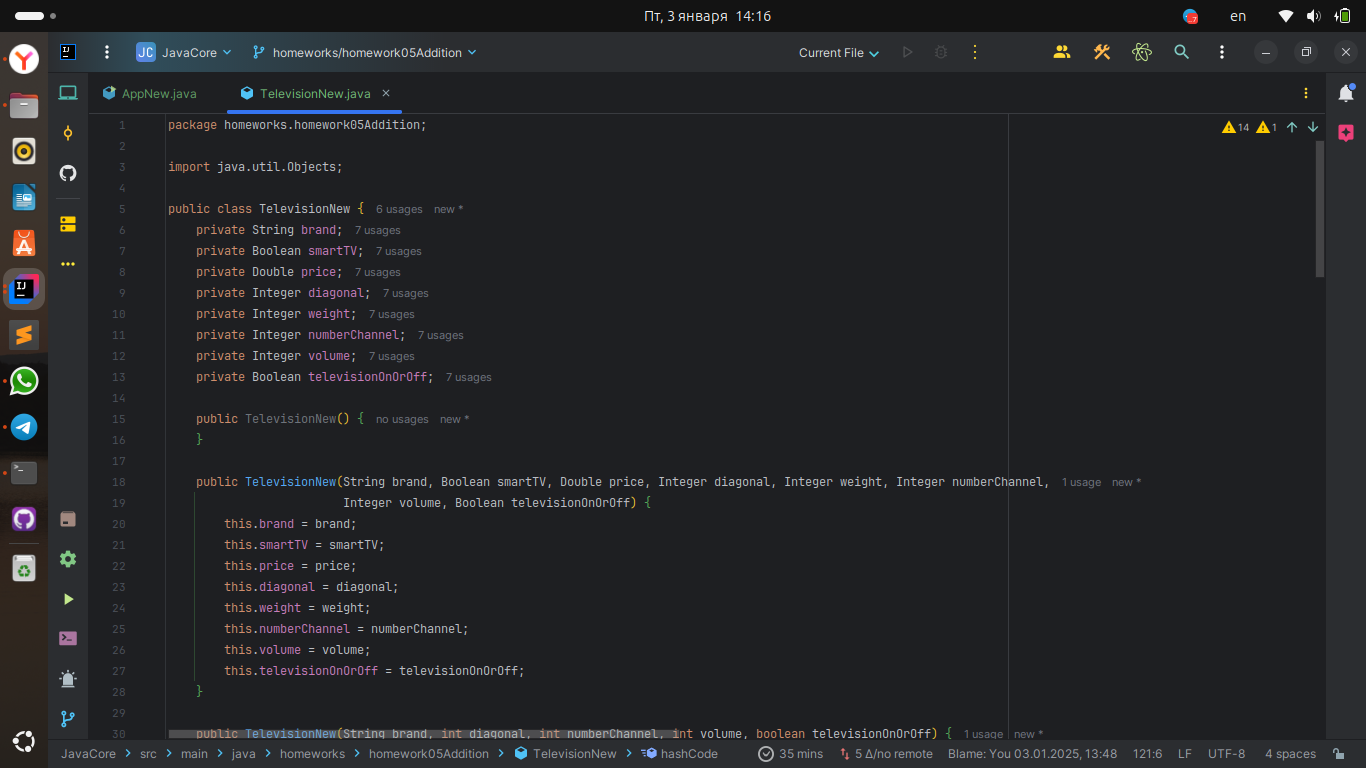 Пт, 3 января 14:16
en
JC JavaCore homeworks/homework05Addition Current File
AppNew.java TelevisionNew.java
14 1
1 package homeworks.homework05Addition;
2
3 import java.util.Objects;
4
5 public class TelevisionNew { 6 usages new *
6 private String brand; 7 usages
7 private Boolean smartTV; 7 usages
8 private Double price; 7 usages
9 private Integer diagonal; 7 usages
10 private Integer weight; 7 usages
11 private Integer numberChannel; 7 usages
12 private Integer volume; 7 usages
13 private Boolean televisionOnOrOff; 7 usages
14
15 public TelevisionNew() { no usages new *
16 }
17
18 public TelevisionNew(String brand, Boolean smartTV, Double price, Integer diagonal, Integer weight, Integer numberChannel, 1 usage new *
19 Integer volume, Boolean televisionOnOrOff) {
20 this.brand = brand;
21 this.smartTV = smartTV;
22 this.price = price;
23 this.diagonal = diagonal;
24 this.weight = weight;
25 this.numberChannel = numberChannel;
26 this.volume = volume;
27 this.televisionOnOrOff = televisionOnOrOff;
28 }
29
30 public TelevisionNew(String brand, int diagonal, int numberChannel, int volume, boolean televisionOnOrOff) { 1 usage new *
JavaCore src main java homeworks homework05Addition TelevisionNew hashCode 35 mins 5 Δ/no remote Blame: You 03.01.2025, 13:48 121:6 LF UTF-8 4 spaces